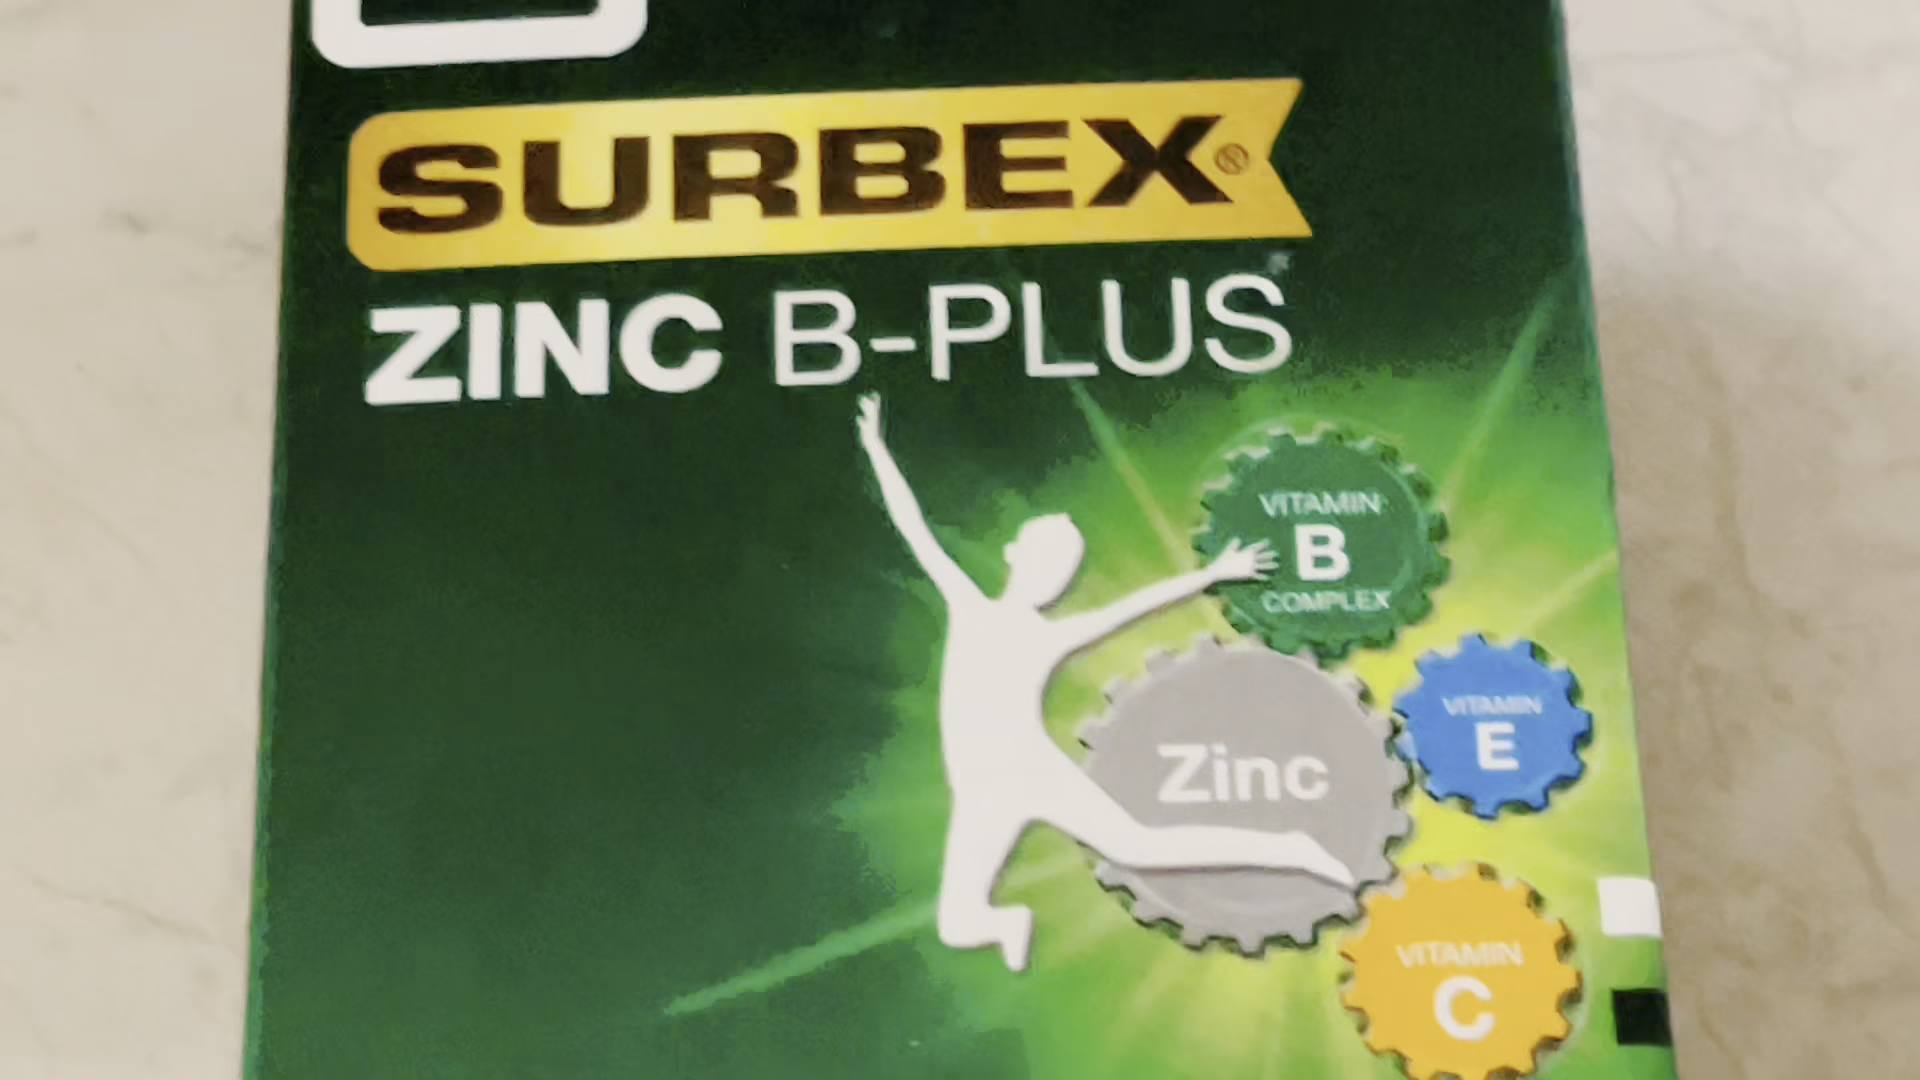 SURBEX®
ZINC B-PLUS
VITAMIN
B
COMPLEX
Zinc
VITAMIN
E
VITAMIN
C